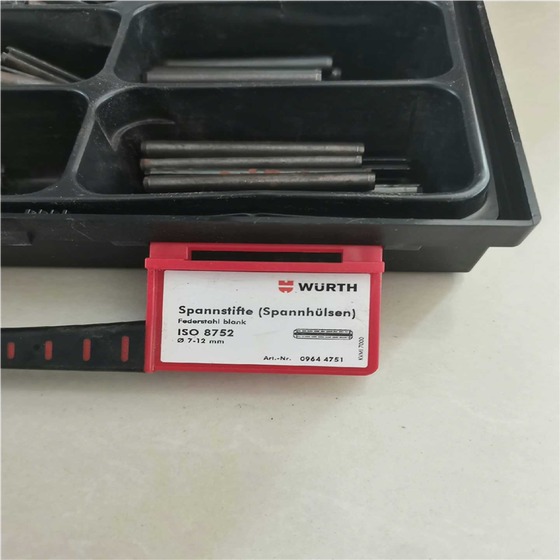 WÜRTH
Spannstifte (Spannhülsen)
Federstahl blank
ISO 8752
Ø 7-12 mm
Art.-Nr. 0964 4751